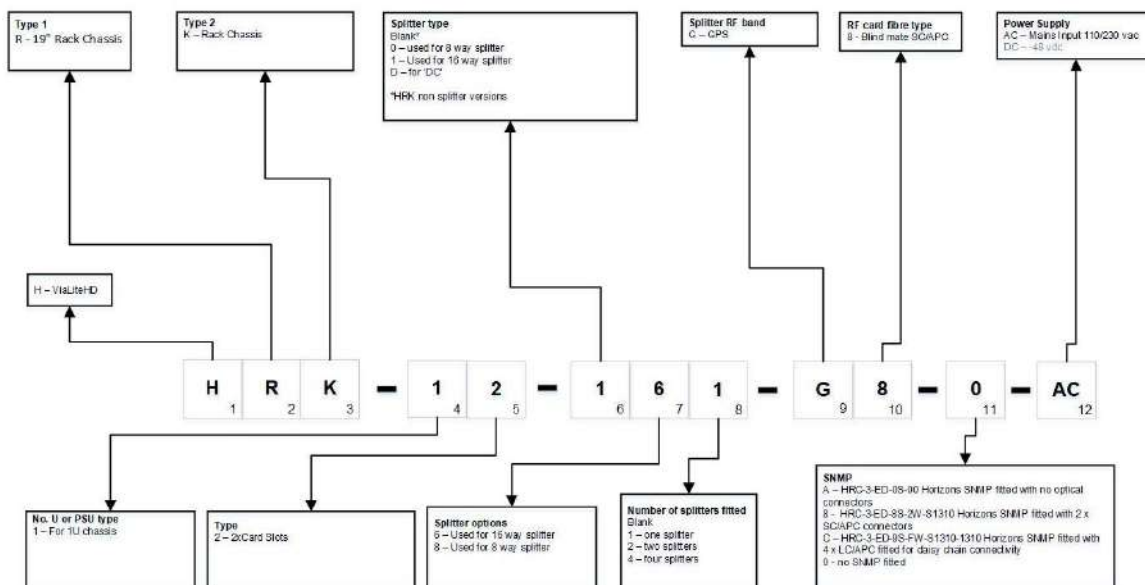 Type 1
R - 19" Rack Chassis
Type 2
K – Rack Chassis
Splitter type
Blank*
0 – used for 8 way splitter
1 – Used for 16 way splitter
D – for 'DC'
*HRK non splitter versions
Splitter RF band
G – GPS
RF card fibre type
8 - Blind mate SC/APC
Power Supply
AC – Mains Input 110/230 vac
DC – -48 vdc
H – ViaLiteHD
H R K – 1 2 – 1 6 1 – G 8 – 0 – AC
1 2 3 4 5 6 7 8 9 10 11 12
No. U or PSU type
1 – For 1U chassis
Type
2 – 2xCard Slots
Splitter options
6 – Used for 16 way splitter
8 – Used for 8 way splitter
Number of splitters fitted
Blank
1 – one splitter
2 – two splitters
4 – four splitters
SNMP
A – HRC-3-ED-0S-00 Horizons SNMP fitted with no optical
connectors
8 - HRC-3-ED-8S-2W-S1310 Horizons SNMP fitted with 2 x
SC/APC connectors
C – HRC-3-ED-9S-FW-S1310-1310 Horizons SNMP fitted with
4 x LC/APC fitted for daisy chain connectivity
0 - no SNMP fitted